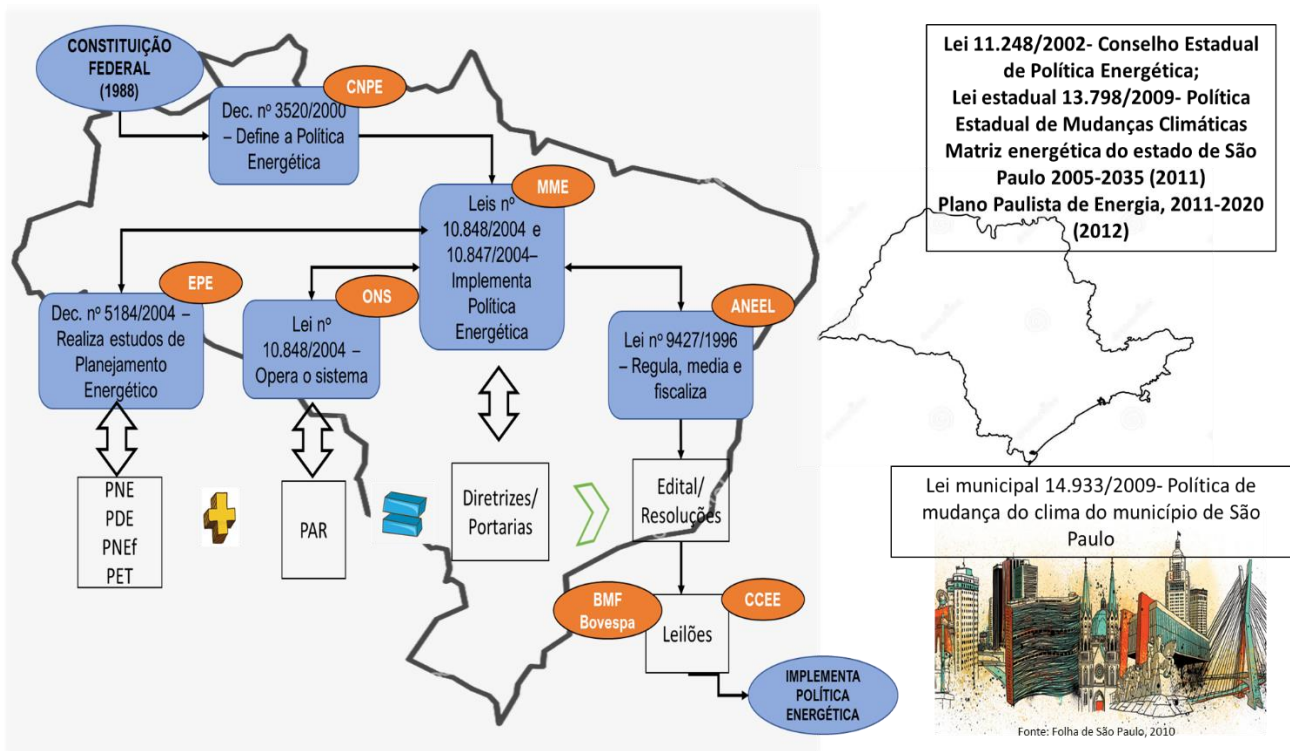 CONSTITUIÇÃO
FEDERAL
(1988)
CNPE
Dec. nº 3520/2000
– Define a Política
Energética
MME
Leis nº
10.848/2004 e
10.847/2004–
Implementa
Política
Energética
EPE
Dec. nº 5184/2004 –
Realiza estudos de
Planejamento
Energético
ONS
Lei nº
10.848/2004 –
Opera o sistema
ANEEL
Lei nº 9427/1996
– Regula, media e
fiscaliza
PNE
PDE
PNEf
PET
PAR
Diretrizes/
Portarias
Edital/
Resoluções
BMF
Bovespa
CCEE
Leilões
IMPLEMENTA
POLÍTICA
ENERGÉTICA
Lei 11.248/2002- Conselho Estadual
de Política Energética;
Lei estadual 13.798/2009- Política
Estadual de Mudanças Climáticas
Matriz energética do estado de São
Paulo 2005-2035 (2011)
Plano Paulista de Energia, 2011-2020
(2012)
Lei municipal 14.933/2009- Política de
mudança do clima do município de São
Paulo
Fonte: Folha de São Paulo, 2010